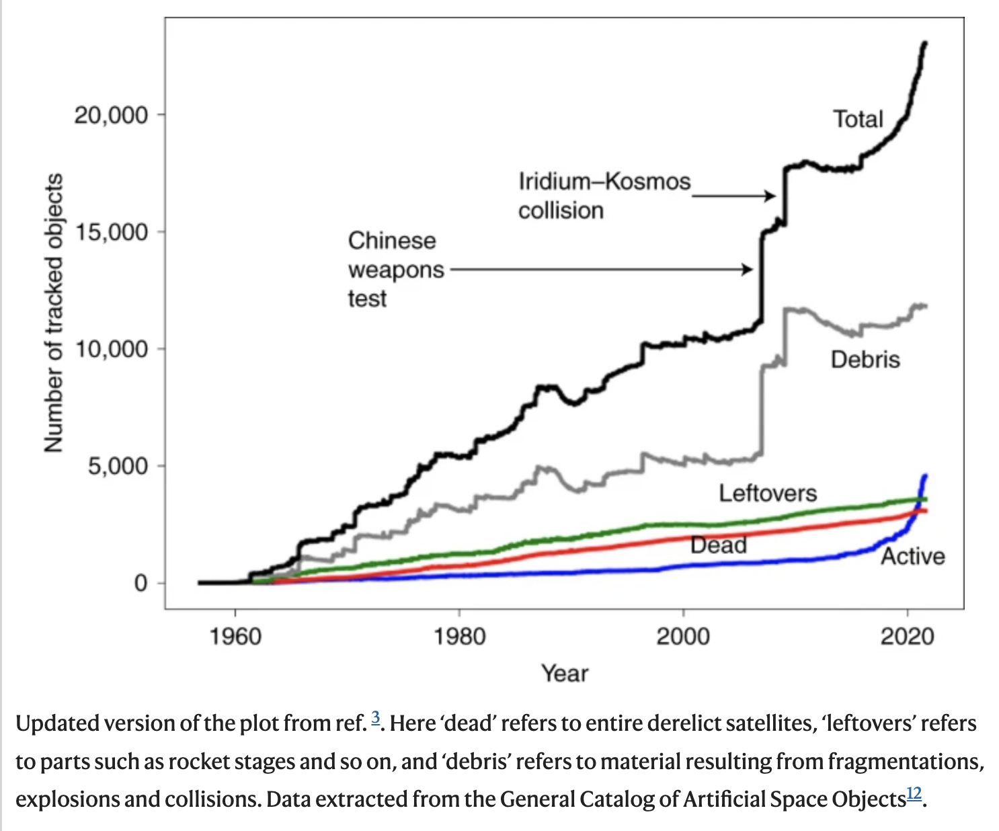 20,000
15,000
10,000
5,000
0
Number of tracked objects
Total
Iridium–Kosmos
collision
Chinese
weapons
test
Debris
Leftovers
Dead
Active
1960
1980
2000
2020
Year
Updated version of the plot from ref. 3. Here ‘dead’ refers to entire derelict satellites, ‘leftovers’ refers
to parts such as rocket stages and so on, and ‘debris’ refers to material resulting from fragmentations,
explosions and collisions. Data extracted from the General Catalog of Artificial Space Objects12.